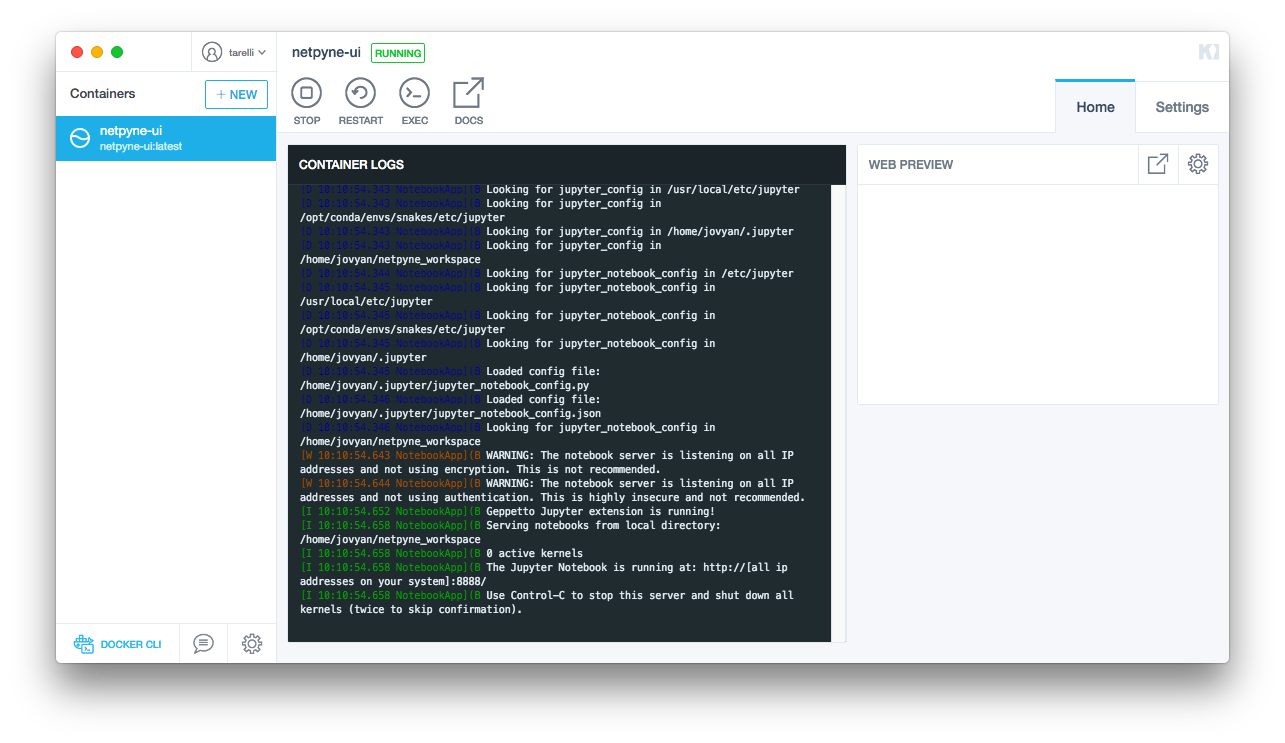 tarelli
netpyne-ui RUNNING
Containers
+ NEW
netpyne-ui
netpyne-ui:latest
STOP RESTART EXEC DOCS
Home Settings
CONTAINER LOGS
[D 10:10:54.343 NotebookApp](B Looking for jupyter_config in /usr/local/etc/jupyter
[D 10:10:54.343 NotebookApp](B Looking for jupyter_config in
/opt/conda/envs/snakes/etc/jupyter
[D 10:10:54.343 NotebookApp](B Looking for jupyter_config in /home/jovyan/.jupyter
[D 10:10:54.343 NotebookApp](B Looking for jupyter_config in
/home/jovyan/netpyne_workspace
[D 10:10:54.344 NotebookApp](B Looking for jupyter_notebook_config in /etc/jupyter
[D 10:10:54.345 NotebookApp](B Looking for jupyter_notebook_config in
/usr/local/etc/jupyter
[D 10:10:54.345 NotebookApp](B Looking for jupyter_notebook_config in
/opt/conda/envs/snakes/etc/jupyter
[D 10:10:54.345 NotebookApp](B Looking for jupyter_notebook_config in
/home/jovyan/.jupyter
[D 10:10:54.345 NotebookApp](B Loaded config file:
/home/jovyan/.jupyter/jupyter_notebook_config.py
[D 10:10:54.346 NotebookApp](B Loaded config file:
/home/jovyan/.jupyter/jupyter_notebook_config.json
[D 10:10:54.346 NotebookApp](B Looking for jupyter_notebook_config in
/home/jovyan/netpyne_workspace
[W 10:10:54.643 NotebookApp](B WARNING: The notebook server is listening on all IP
addresses and not using encryption. This is not recommended.
[W 10:10:54.644 NotebookApp](B WARNING: The notebook server is listening on all IP
addresses and not using authentication. This is highly insecure and not recommended.
[I 10:10:54.652 NotebookApp](B Geppetto Jupyter extension is running!
[I 10:10:54.658 NotebookApp](B Serving notebooks from local directory:
/home/jovyan/netpyne_workspace
[I 10:10:54.658 NotebookApp](B 0 active kernels
[I 10:10:54.658 NotebookApp](B The Jupyter Notebook is running at: http://[all ip
addresses on your system]:8888/
[I 10:10:54.658 NotebookApp](B Use Control-C to stop this server and shut down all
kernels (twice to skip confirmation).
WEB PREVIEW
DOCKER CLI